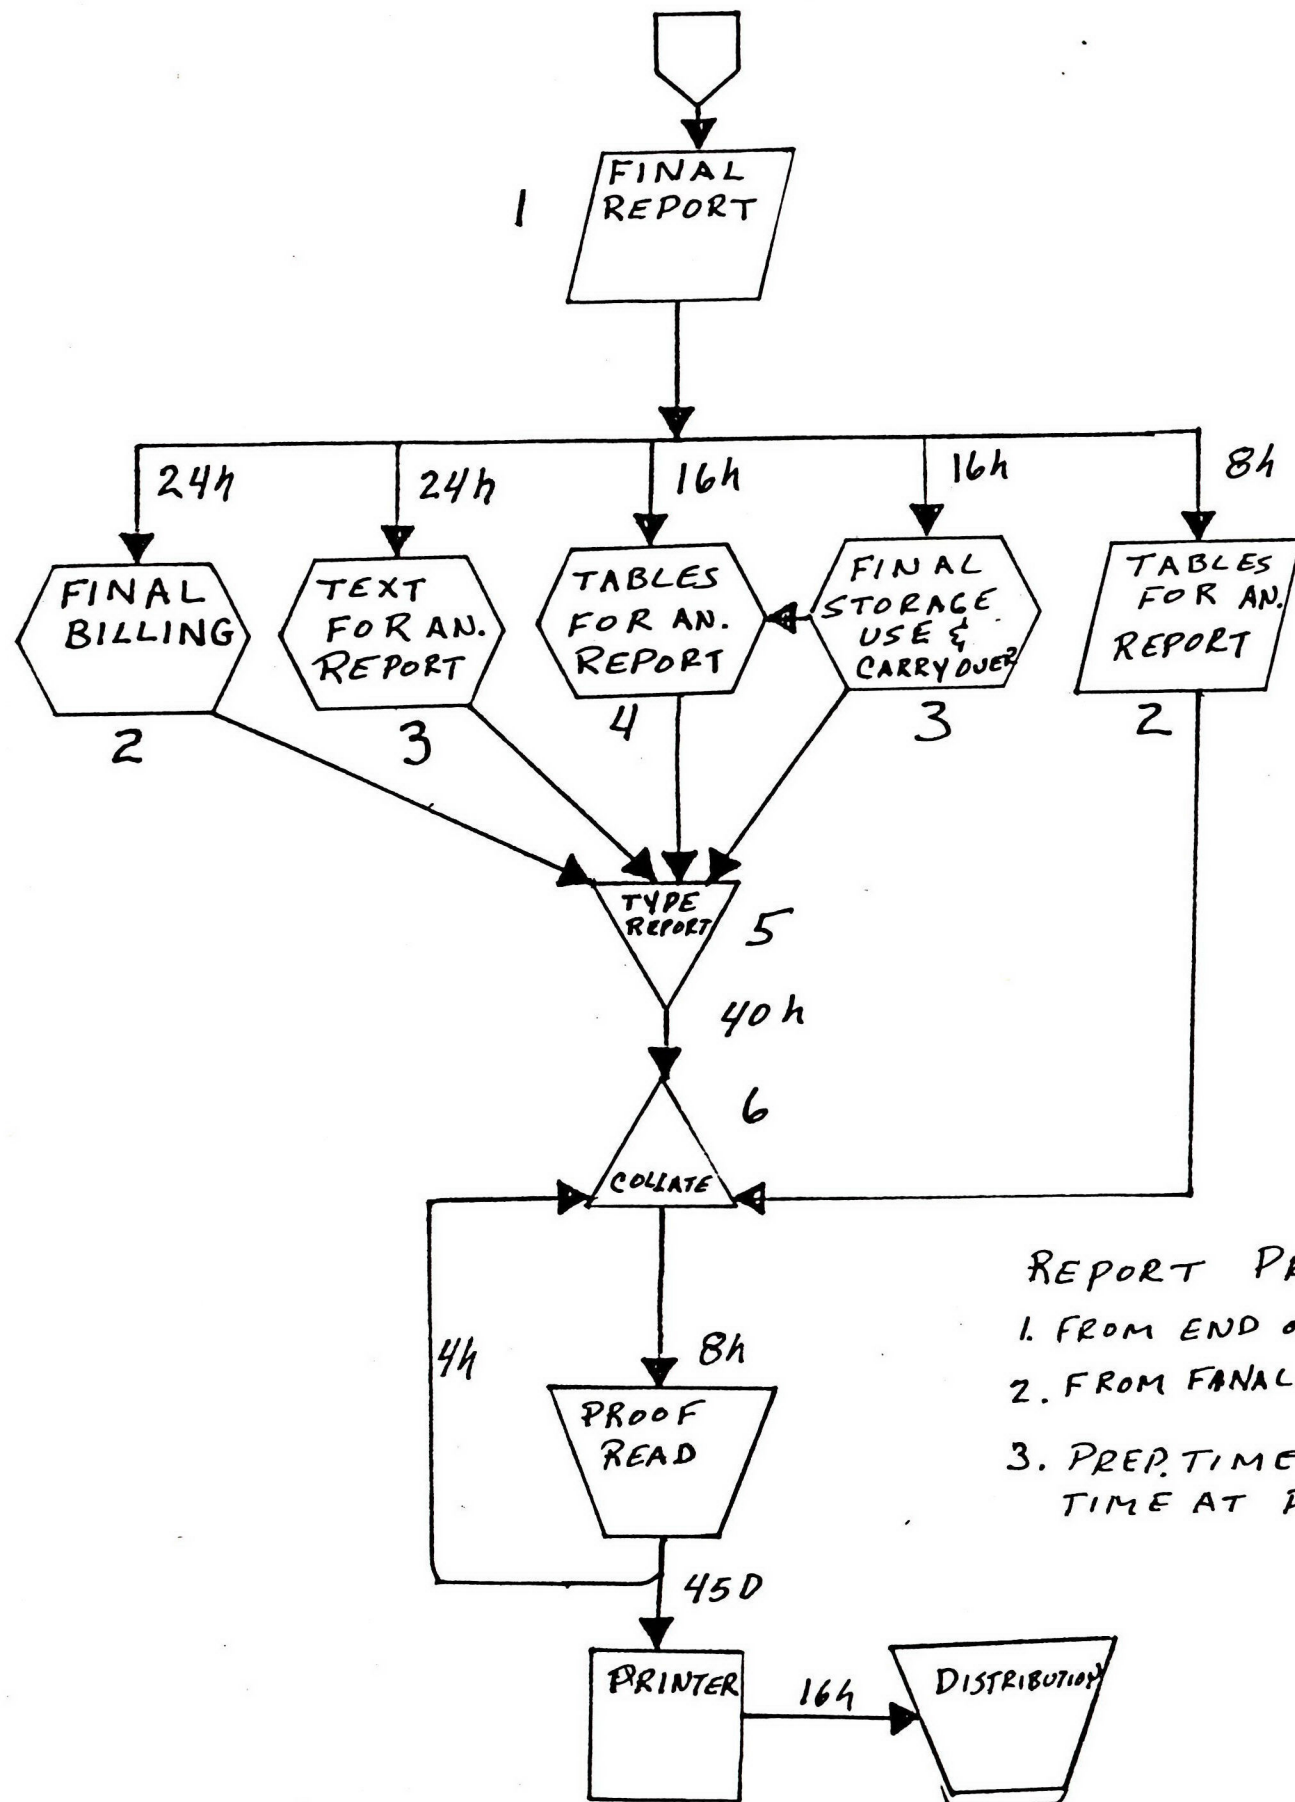 FINAL
REPORT
1
24h
24h
16h
16h
8h
FINAL
BILLING
2
TEXT
FOR AN.
REPORT
3
TABLES
FOR AN.
REPORT
4
FINAL
STORAGE
USE &
CARRY OVER
3
TABLES
FOR AN.
REPORT
2
TYPE
REPORT
5
40h
6
COLLATE
4h
8h
PROOF
READ
45D
PRINTER
16h
DISTRIBUTION
REPORT
1. FROM END
2. FROM FANAL
3. PREP. TIME
TIME AT